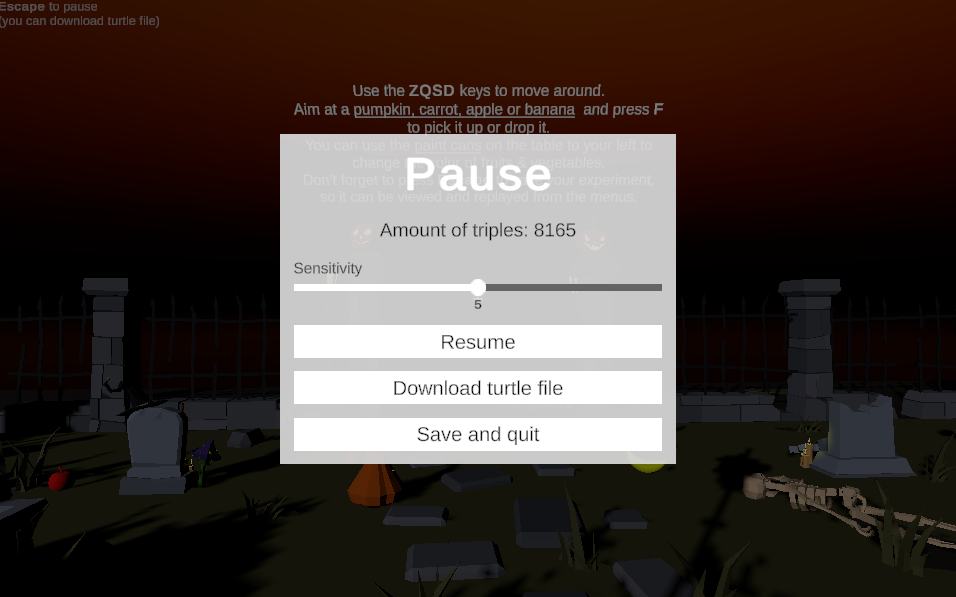 Escape to pause
(you can download turtle file)
Use the ZQSD keys to move around.
Aim at a pumpkin, carrot, apple or banana and press F
to pick it up or drop it.
You can use the paint cans on the table to your left to
change
vegetables.
Don't forget to
your experiment,
so it can be viewed and replayed from the menus.
Pause
Amount of triples: 8165
Sensitivity
5
Resume
Download turtle file
Save and quit